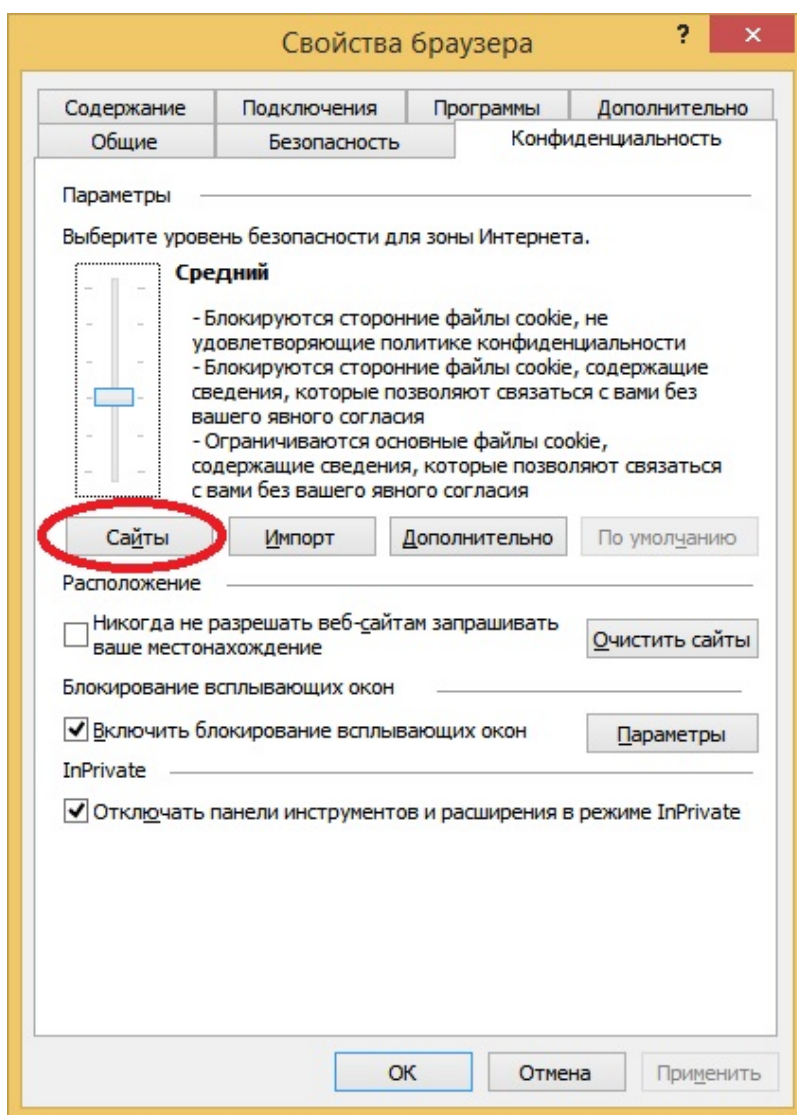 Свойства браузера
?
Содержание Подключения Программы Дополнительно
Общие Безопасность Конфиденциальность
Параметры
Выберите уровень безопасности для зоны Интернета.
Средний
- Блокируются сторонние файлы cookie, не
удовлетворяющие политике конфиденциальности
- Блокируются сторонние файлы cookie, содержащие
сведения, которые позволяют связаться с вами без
вашего явного согласия
- Ограничиваются основные файлы cookie,
содержащие сведения, которые позволяют связаться
с вами без вашего явного согласия
Сайты Импорт Дополнительно По умолчанию
Расположение
Никогда не разрешать веб-сайтам запрашивать
ваше местонахождение
Очистить сайты
Блокирование всплывающих окон
Включить блокирование всплывающих окон
Параметры
InPrivate
Отключать панели инструментов и расширения в режиме InPrivate
ОК Отмена Применить